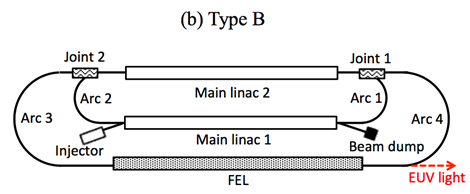 (b) Type B
Joint 2
Joint 1
Main linac 2
Arc 2
Arc 1
Arc 3
Arc 4
Main linac 1
Injector
Beam dump
FEL
EUV light